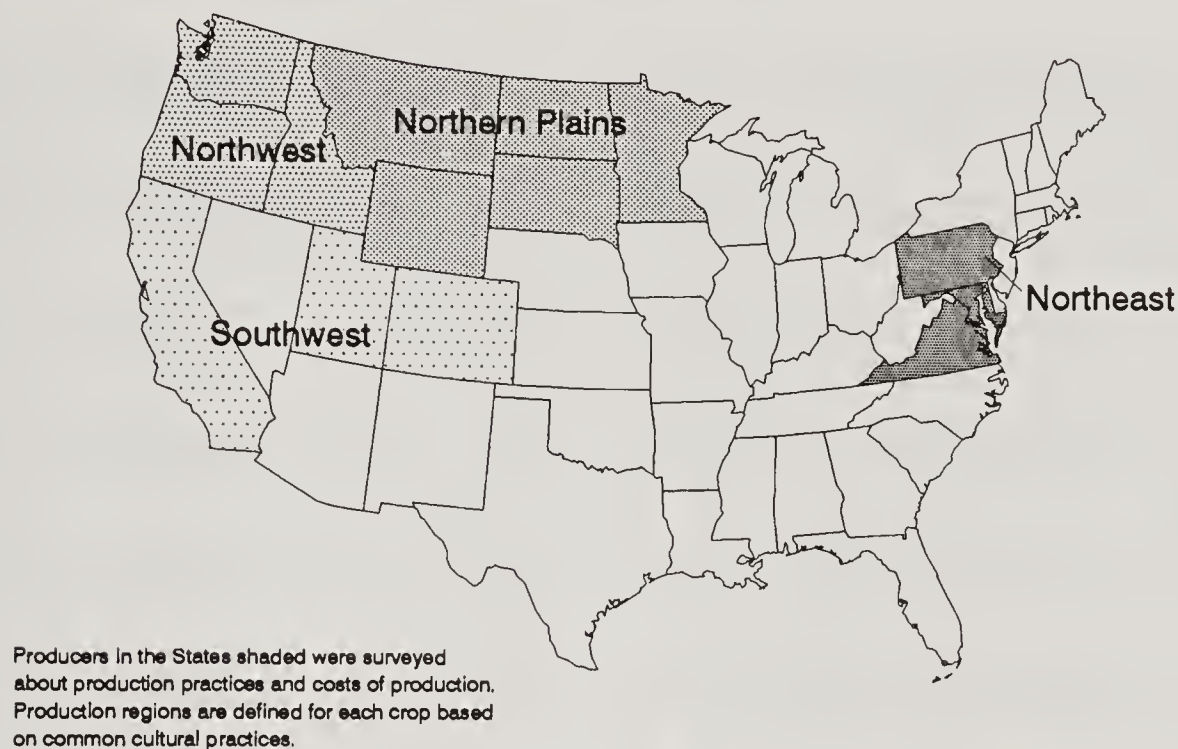 Northern Plains
Northwest
Northeast
Southwest
Producers in the States shaded were surveyed
about production practices and costs of production.
Production regions are defined for each crop based
on common cultural practices.